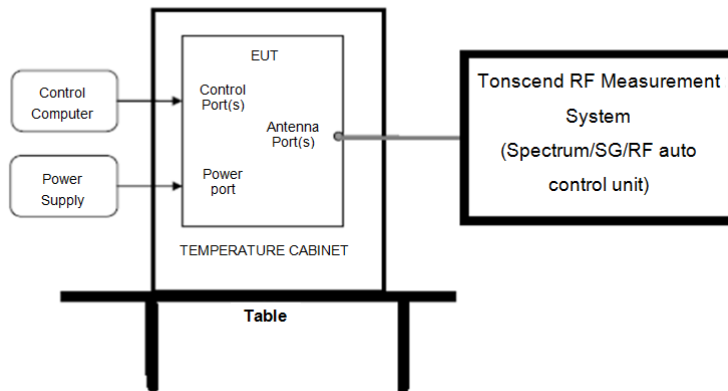 EUT
Control
Port(s)
Antenna
Port(s)
Power
port
Control
Computer
Power
Supply
TEMPERATURE CABINET
Table
Tonscend RF Measurement
System
(Spectrum/SG/RF auto
control unit)